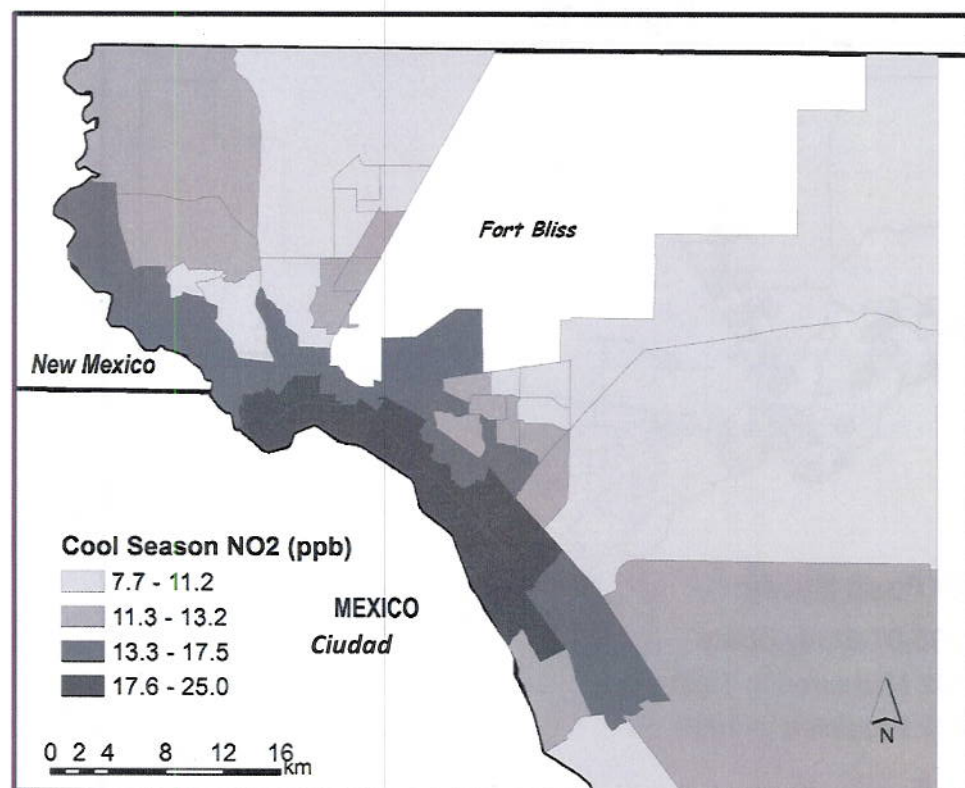 Fort Bliss
New Mexico
Cool Season NO2 (ppb)
7.7 - 11.2
11.3 - 13.2
13.3 - 17.5
17.6 - 25.0
MEXICO
Ciudad
0 2 4 8 12 16
km
N